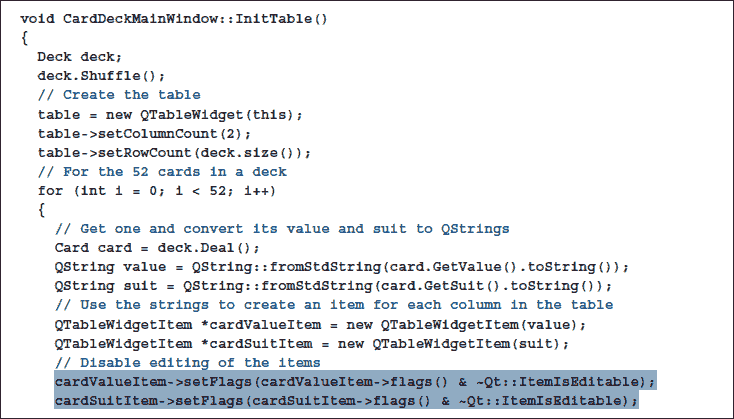 void CardDeckMainWindow::InitTable()
{
Deck deck;
deck.Shuffle();
// Create the table
table = new QTableWidget(this);
table->setColumnCount(2);
table->setRowCount(deck.size());
// For the 52 cards in a deck
for (int i = 0; i < 52; i++)
{
// Get one and convert its value and suit to QStrings
Card card = deck.Deal();
QString value = QString::fromStdString(card.GetValue().toString());
QString suit = QString::fromStdString(card.GetSuit().toString());
// Use the strings to create an item for each column in the table
QTableWidgetItem *cardValueItem = new QTableWidgetItem(value);
QTableWidgetItem *cardSuitItem = new QTableWidgetItem(suit);
// Disable editing of the items
cardValueItem->setFlags(cardValueItem->flags() & ~Qt::ItemIsEditable);
cardSuitItem->setFlags(cardSuitItem->flags() & ~Qt::ItemIsEditable);